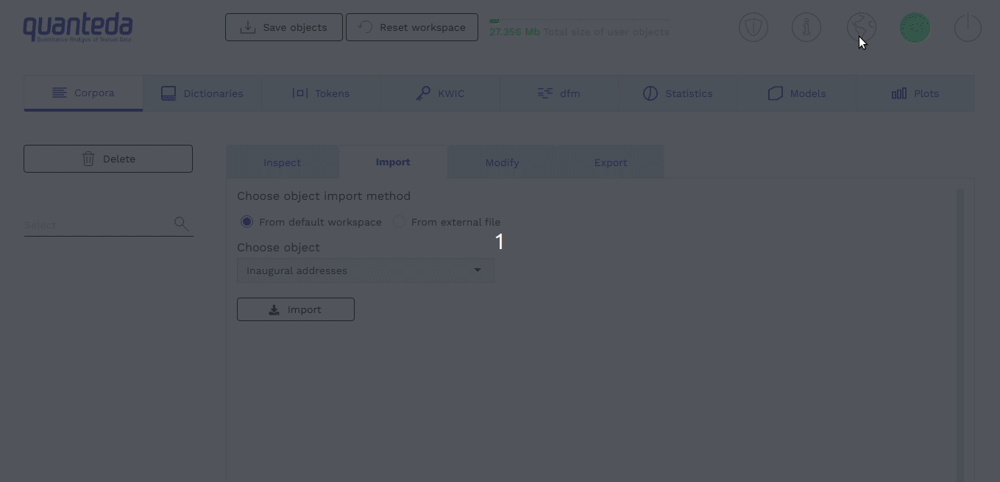 quanteda
Quantitative Analysis of Textual Data
Save objects
Reset workspace
27.356 Mb Total size of user objects
Corpora
Dictionaries
Tokens
KWIC
dfm
Statistics
Models
Plots
Delete
Select
Inspect
Import
Modify
Export
Choose object import method
From default workspace
From external file
1
Choose object
Inaugural addresses
Import